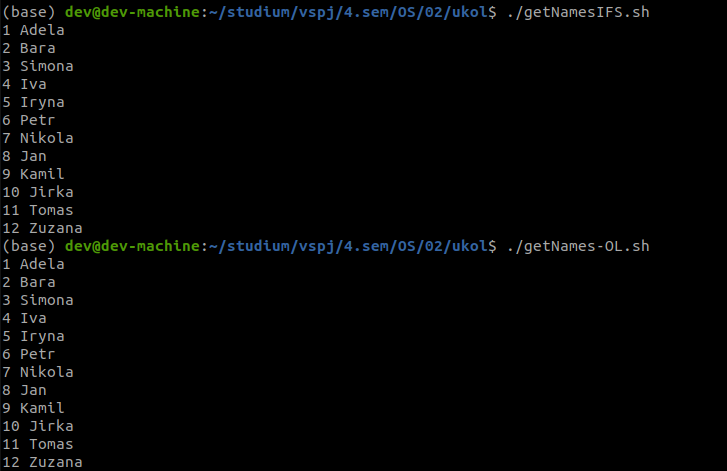 (base) dev@dev-machine:~/studium/vspj/4.sem/OS/02/ukol$ ./getNamesIFS.sh
1 Adela
2 Bara
3 Simona
4 Iva
5 Iryna
6 Petr
7 Nikola
8 Jan
9 Kamil
10 Jirka
11 Tomas
12 Zuzana
(base) dev@dev-machine:~/studium/vspj/4.sem/OS/02/ukol$ ./getNames-OL.sh
1 Adela
2 Bara
3 Simona
4 Iva
5 Iryna
6 Petr
7 Nikola
8 Jan
9 Kamil
10 Jirka
11 Tomas
12 Zuzana